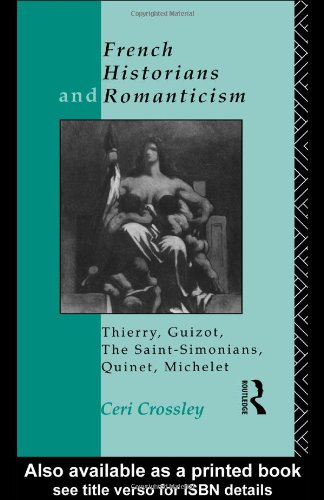 French
Historians
and Romanticism
Thierry, Guizot,
The Saint-Simonians,
Quinet, Michelet
Ceri Crossley
ROUTLEDGE
Also available as a printed book
see title verso for ISBN details